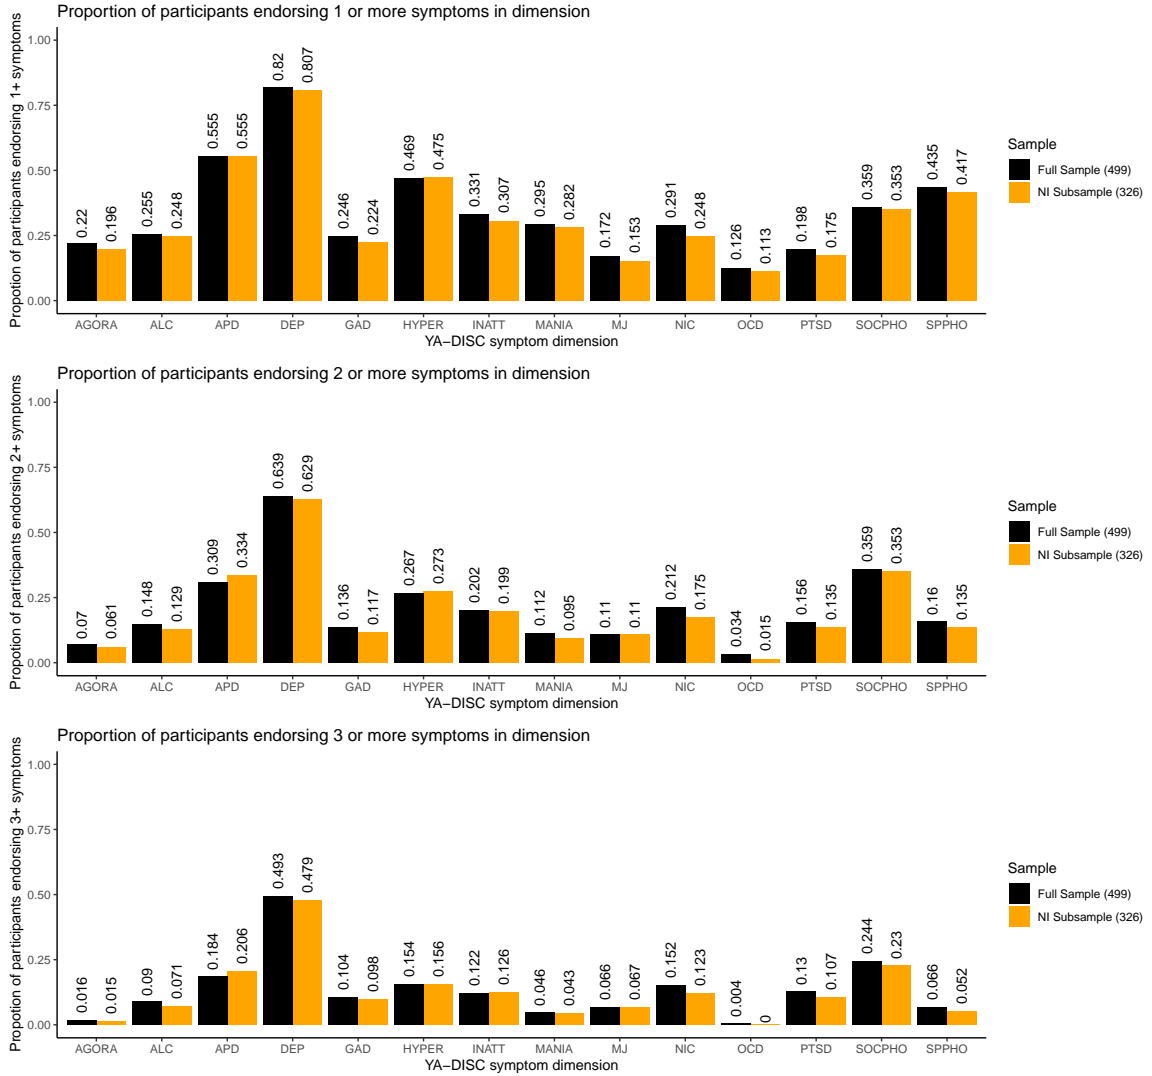 Proportion of participants endorsing 1 or more symptoms in dimension
Propotion of participants endorsing 1+ symptoms
1.00
0.75
0.50
0.25
0.00
0.22 0.196 0.255 0.248 0.555 0.555 0.82 0.807 0.246 0.224 0.469 0.475 0.331 0.307 0.295 0.282 0.172 0.153 0.291 0.248 0.126 0.113 0.198 0.175 0.359 0.353 0.435 0.417
AGORA ALC APD DEP GAD HYPER INATT MANIA MJ NIC OCD PTSD SOCPHO SPPHO
YA−DISC symptom dimension
Sample
Full Sample (499)
NI Subsample (326)
Proportion of participants endorsing 2 or more symptoms in dimension
Propotion of participants endorsing 2+ symptoms
1.00
0.75
0.50
0.25
0.00
0.07 0.061 0.148 0.129 0.309 0.334 0.639 0.629 0.136 0.117 0.267 0.273 0.202 0.199 0.112 0.095 0.11 0.11 0.212 0.175 0.034 0.015 0.156 0.135 0.359 0.353 0.16 0.135
AGORA ALC APD DEP GAD HYPER INATT MANIA MJ NIC OCD PTSD SOCPHO SPPHO
YA−DISC symptom dimension
Sample
Full Sample (499)
NI Subsample (326)
Proportion of participants endorsing 3 or more symptoms in dimension
Propotion of participants endorsing 3+ symptoms
1.00
0.75
0.50
0.25
0.00
0.016 0.015 0.09 0.071 0.184 0.206 0.493 0.479 0.104 0.098 0.154 0.156 0.122 0.126 0.046 0.043 0.066 0.067 0.152 0.123 0.004 0 0.13 0.107 0.244 0.23 0.066 0.052
AGORA ALC APD DEP GAD HYPER INATT MANIA MJ NIC OCD PTSD SOCPHO SPPHO
YA−DISC symptom dimension
Sample
Full Sample (499)
NI Subsample (326)